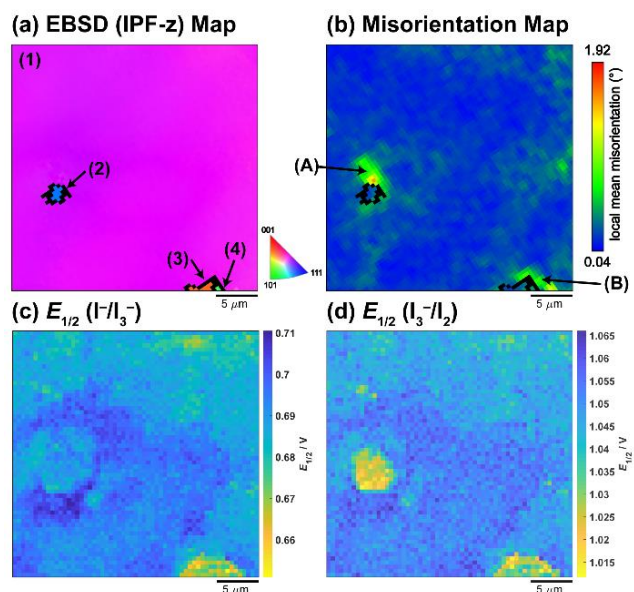 (a) EBSD (IPF-z) Map
(b) Misorientation Map
(1)
(2)
(3)
(4)
001
101
111
5 μm
(A)
(B)
5 μm
1.92
local mean misorientation (°)
0.04
(c) E1/2 (I⁻/I3⁻)
(d) E1/2 (I3⁻/I2)
0.71
0.7
0.69
0.68
0.67
0.66
E1/2 / V
5 μm
1.065
1.06
1.055
1.05
1.045
1.04
1.035
1.03
1.025
1.02
1.015
E1/2 / V
5 μm